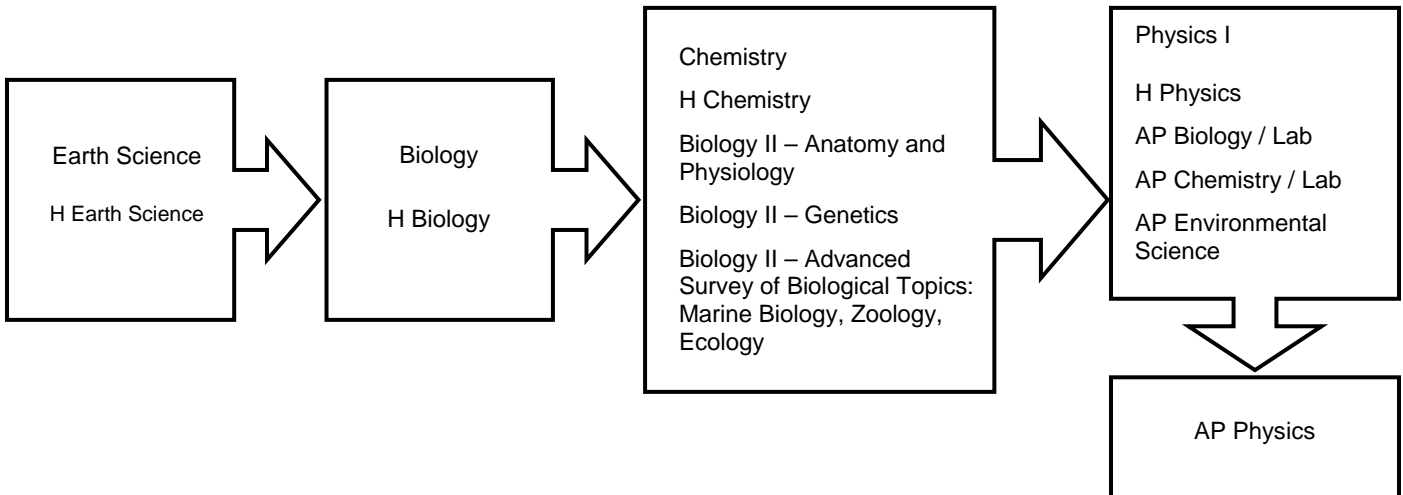 Earth Science
H Earth Science
Biology
H Biology
Chemistry
H Chemistry
Biology II – Anatomy and
Physiology
Biology II – Genetics
Biology II – Advanced
Survey of Biological Topics:
Marine Biology, Zoology,
Ecology
Physics I
H Physics
AP Biology / Lab
AP Chemistry / Lab
AP Environmental
Science
AP Physics